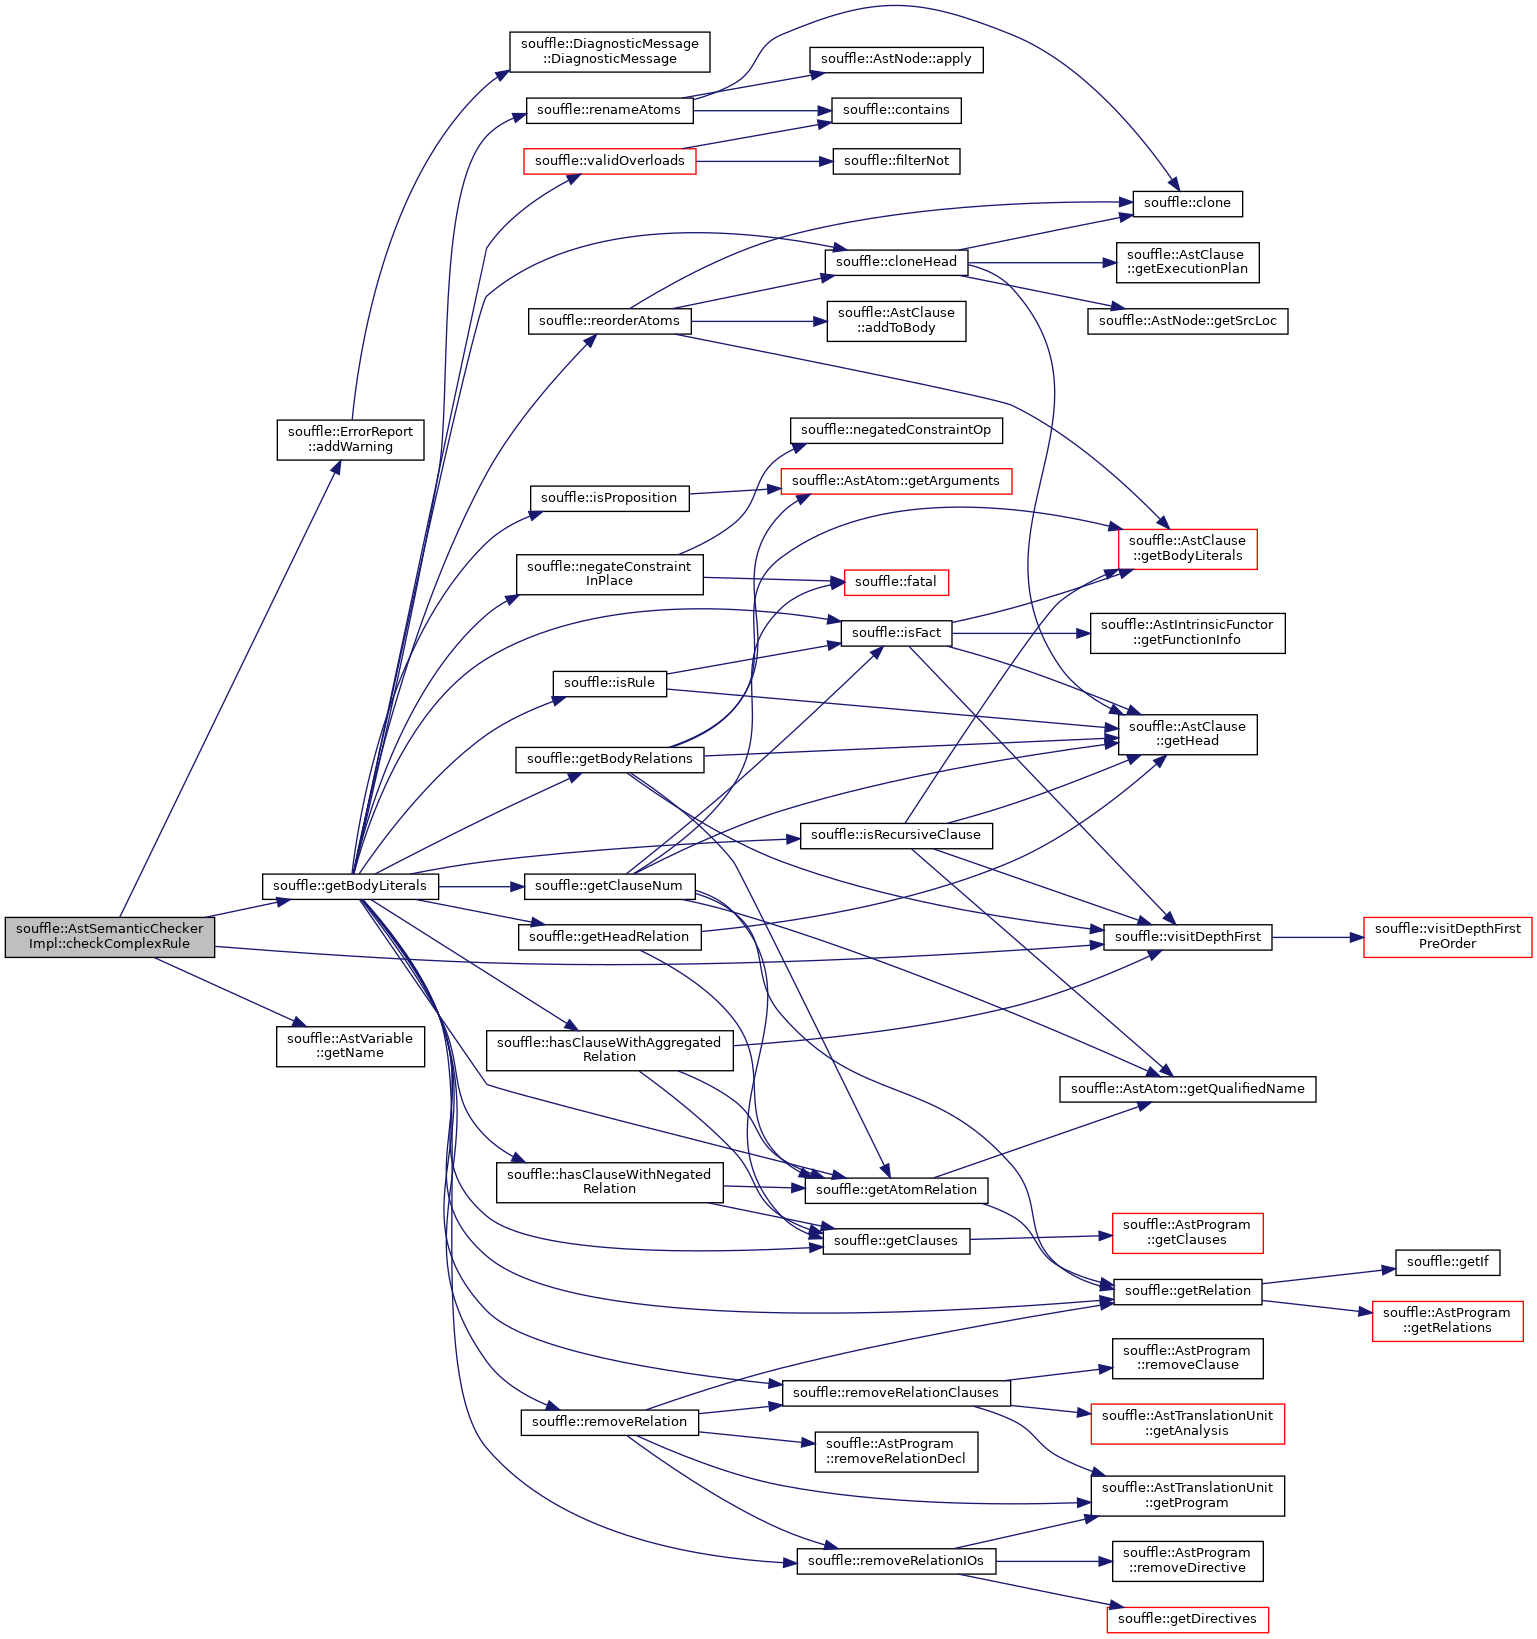 souffle::DiagnosticMessage
::DiagnosticMessage
souffle::AstNode::apply
souffle::renameAtoms
souffle::contains
souffle::validOverloads
souffle::filterNot
souffle::clone
souffle::cloneHead
souffle::AstClause
::getExecutionPlan
souffle::reorderAtoms
souffle::AstClause
::addToBody
souffle::AstNode::getSrcLoc
souffle::ErrorReport
::addWarning
souffle::negatedConstraintOp
souffle::AstAtom::getArguments
souffle::isProposition
souffle::AstClause
::getBodyLiterals
souffle::negateConstraint
InPlace
souffle::fatal
souffle::isFact
souffle::AstIntrinsicFunctor
::getFunctionInfo
souffle::isRule
souffle::AstClause
::getHead
souffle::getBodyRelations
souffle::isRecursiveClause
souffle::getBodyLiterals
souffle::getClauseNum
souffle::AstSemanticChecker
Impl::checkComplexRule
souffle::getHeadRelation
souffle::visitDepthFirst
souffle::visitDepthFirst
PreOrder
souffle::AstVariable
::getName
souffle::hasClauseWithAggregated
Relation
souffle::AstAtom::getQualifiedName
souffle::hasClauseWithNegated
Relation
souffle::getAtomRelation
souffle::getClauses
souffle::AstProgram
::getClauses
souffle::getIf
souffle::getRelation
souffle::AstProgram
::getRelations
souffle::AstProgram
::removeClause
souffle::removeRelationClauses
souffle::removeRelation
souffle::AstTranslationUnit
::getAnalysis
souffle::AstProgram
::removeRelationDecl
souffle::AstTranslationUnit
::getProgram
souffle::removeRelationIOs
souffle::AstProgram
::removeDirective
souffle::getDirectives